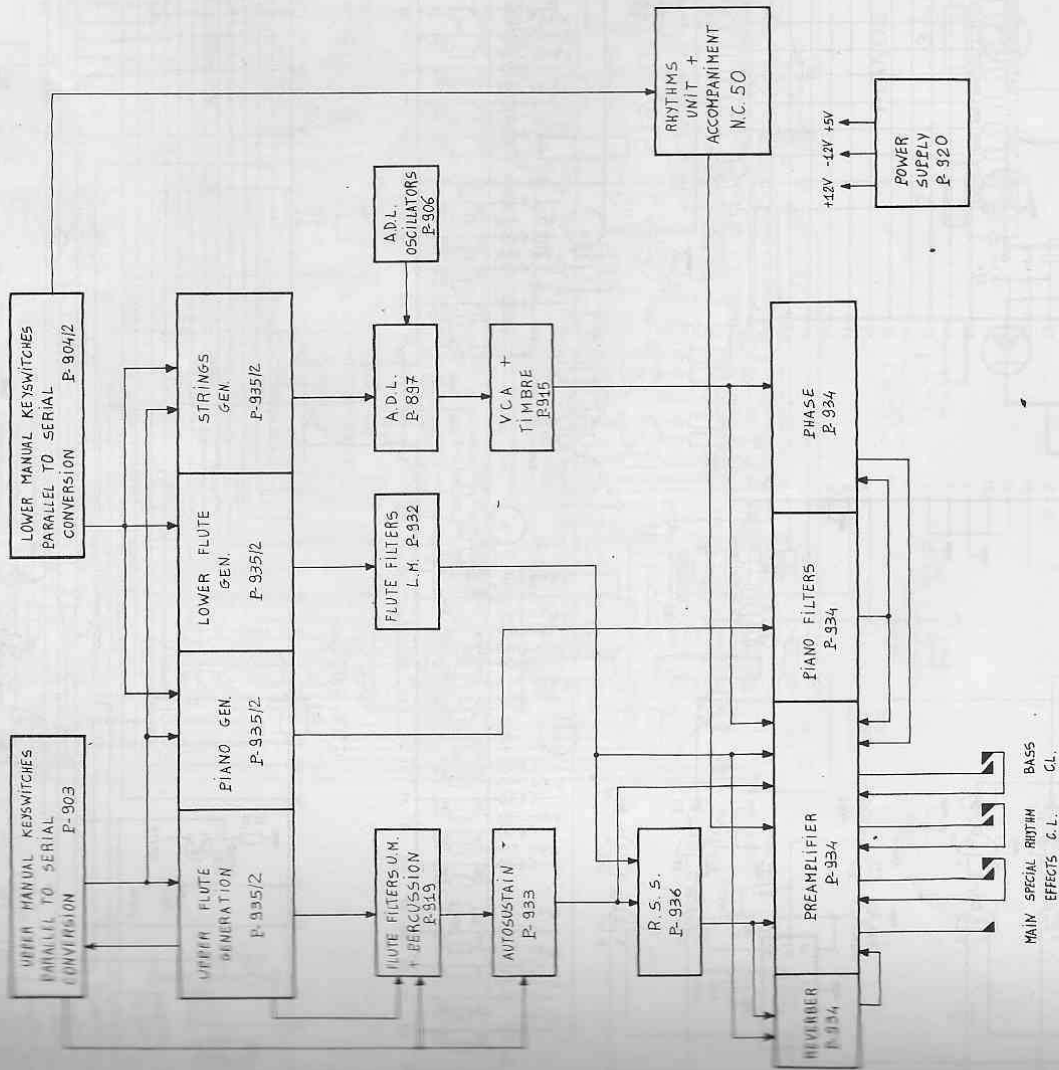 UPPER MANUAL KEYSWITCHES
PARALLEL TO SERIAL
CONVERSION P-903
LOWER MANUAL KEYSWITCHES
PARALLEL TO SERIAL
CONVERSION P-904/2
UPPER FLUTE
GENERATION
P-935/2
PIANO GEN.
P-935/2
LOWER FLUTE
GEN.
P-935/2
STRINGS
GEN.
P-935/2
FLUTE FILTERS U.M.
+ PERCUSSION
P-919
FLUTE FILTERS
L.M. P-932
A.D.L.
P-897
A.D.L.
OSCILLATORS
P-906
AUTOSUSTAIN
P-933
VCA +
TIMBRE
P-915
R.S.S.
P-936
RHYTHMS
UNIT +
ACCOMPANIMENT
N.C. 50
REVERBER
P-934
PREAMPLIFIER
P-934
PIANO FILTERS
P-934
PHASE
P-934
+12V -12V +5V
POWER
SUPPLY
P-920
MAIN SPECIAL RHYTHM BASS
EFFECTS C.L. C.L.